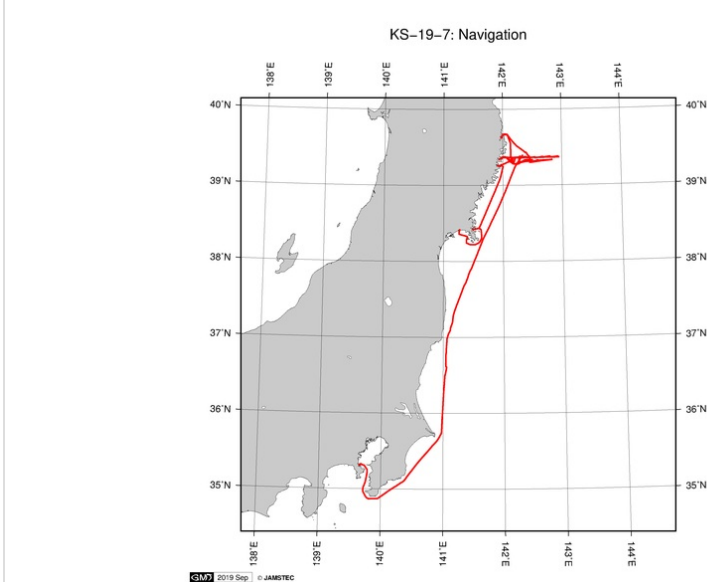 KS-19-7: Navigation
138°E 139°E 140°E 141°E 142°E 143°E 144°E
40°N 40°N
39°N 39°N
38°N 38°N
37°N 37°N
36°N 36°N
35°N 35°N
138°E 139°E 140°E 141°E 142°E 143°E 144°E
GMD 2019 Sep © JAMSTEC